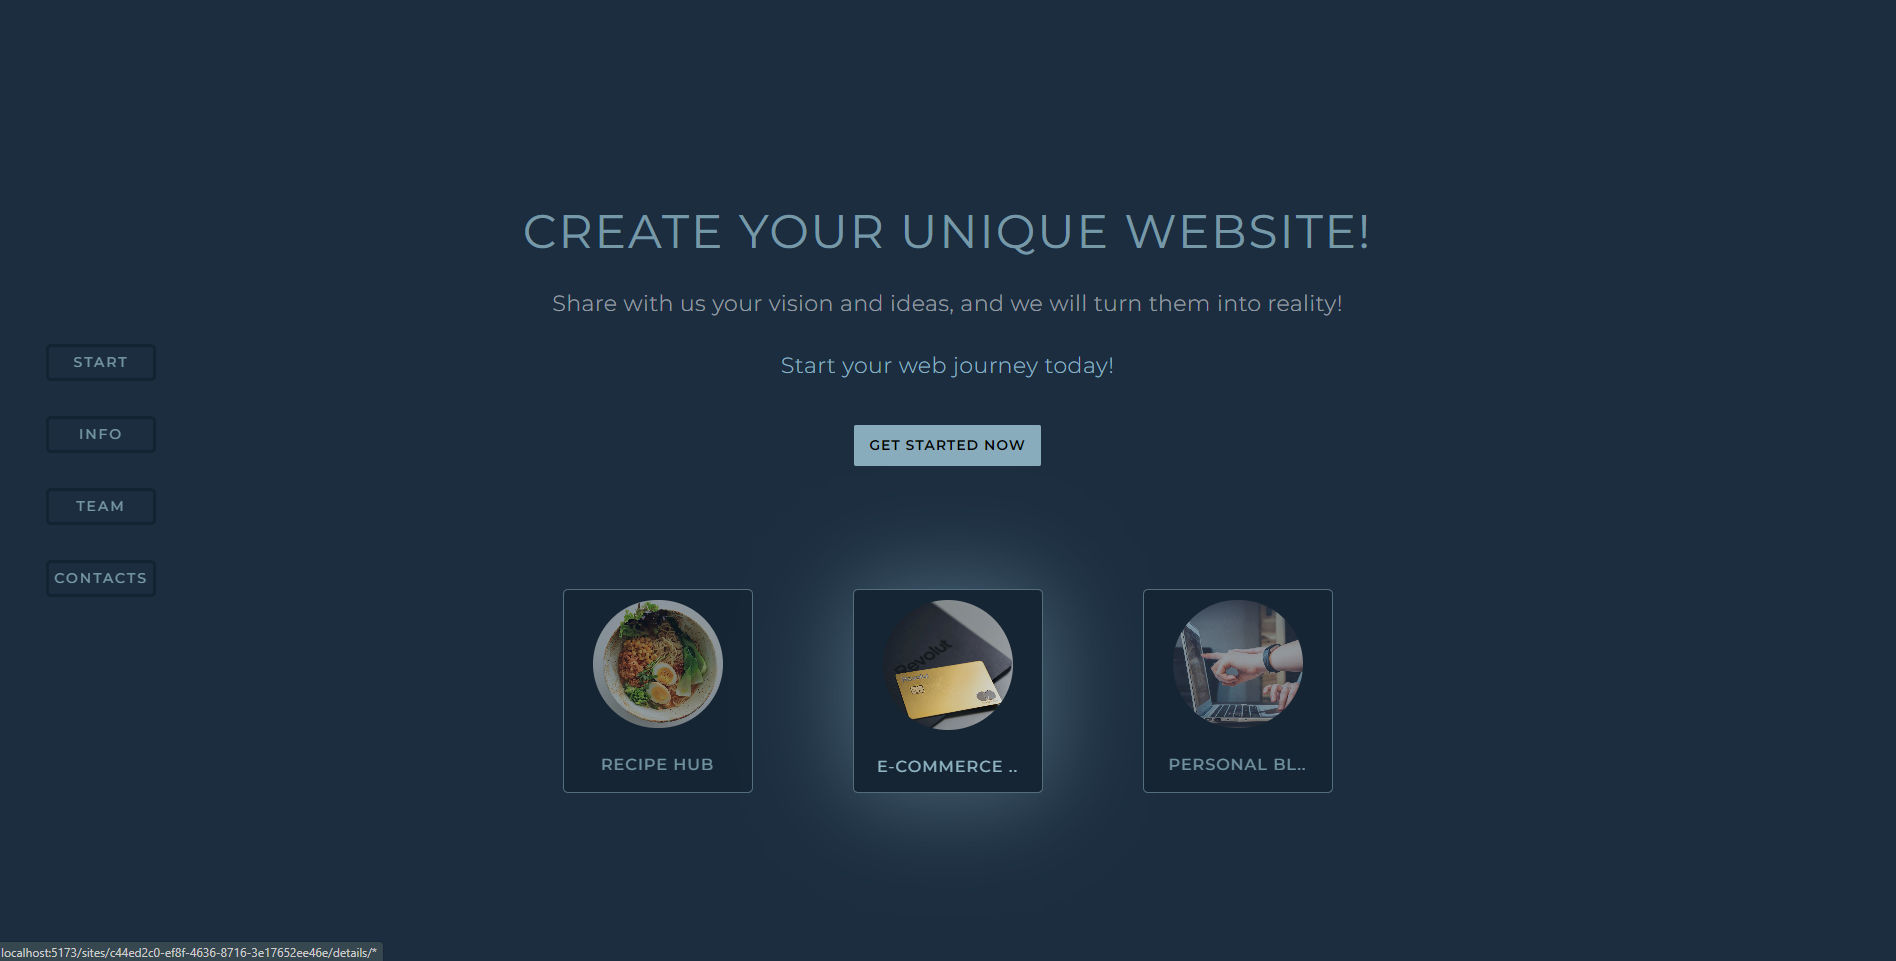 CREATE YOUR UNIQUE WEBSITE!
Share with us your vision and ideas, and we will turn them into reality!
Start your web journey today!
GET STARTED NOW
START
INFO
TEAM
CONTACTS
Revolut
RECIPE HUB
E-COMMERCE ..
PERSONAL BL..
localhost:5173/sites/c44ed2c0-ef8f-4636-8716-3e17652ee46e/details/*